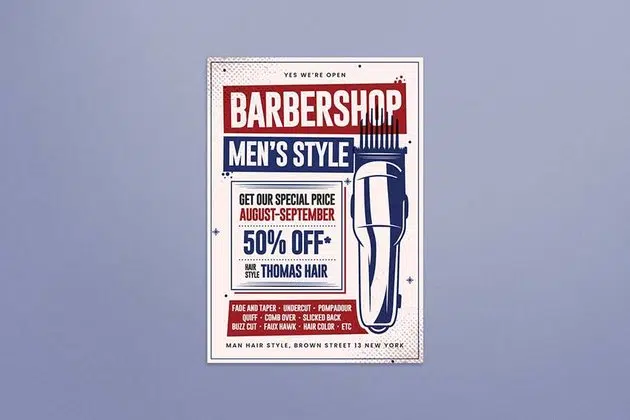 YES WE'RE OPEN
BARBERSHOP
MEN'S STYLE
GET OUR SPECIAL PRICE
AUGUST-SEPTEMBER
50% OFF*
HAIR
STYLE THOMAS HAIR
FADE AND TAPER · UNDERCUT · POMPADOUR
QUIFF · COMB OVER · SLICKED BACK
BUZZ CUT · FAUX HAWK · HAIR COLOR · ETC
MAN HAIR STYLE, BROWN STREET 13 NEW YORK